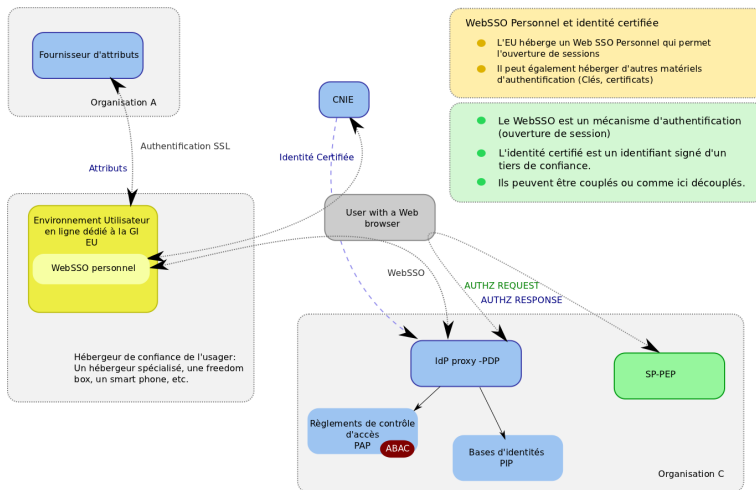 Fournisseur d'attributs
Organisation A
CNIE
Authentification SSL
Attributs
Identité Certifiée
WebSSO Personnel et identité certifiée
L'EU héberge un Web SSO Personnel qui permet
l'ouverture de sessions
Il peut également héberger d'autres matériels
d'authentification (Clés, certificats)
Le WebSSO est un mécanisme d'authentification
(ouverture de session)
L'identité certifié est un identifiant signé d'un
tiers de confiance.
Ils peuvent être couplés ou comme ici découplés.
Environnement Utilisateur
en ligne dédié à la GI
EU
WebSSO personnel
Hébergeur de confiance de l'usager:
Un hébergeur spécialisé, une freedom
box, un smart phone, etc.
User with a Web
browser
WebSSO
AUTHZ REQUEST
AUTHZ RESPONSE
IdP proxy -PDP
SP-PEP
Règlements de contrôle
d'accès
PAP
ABAC
Bases d'identités
PIP
Organisation C